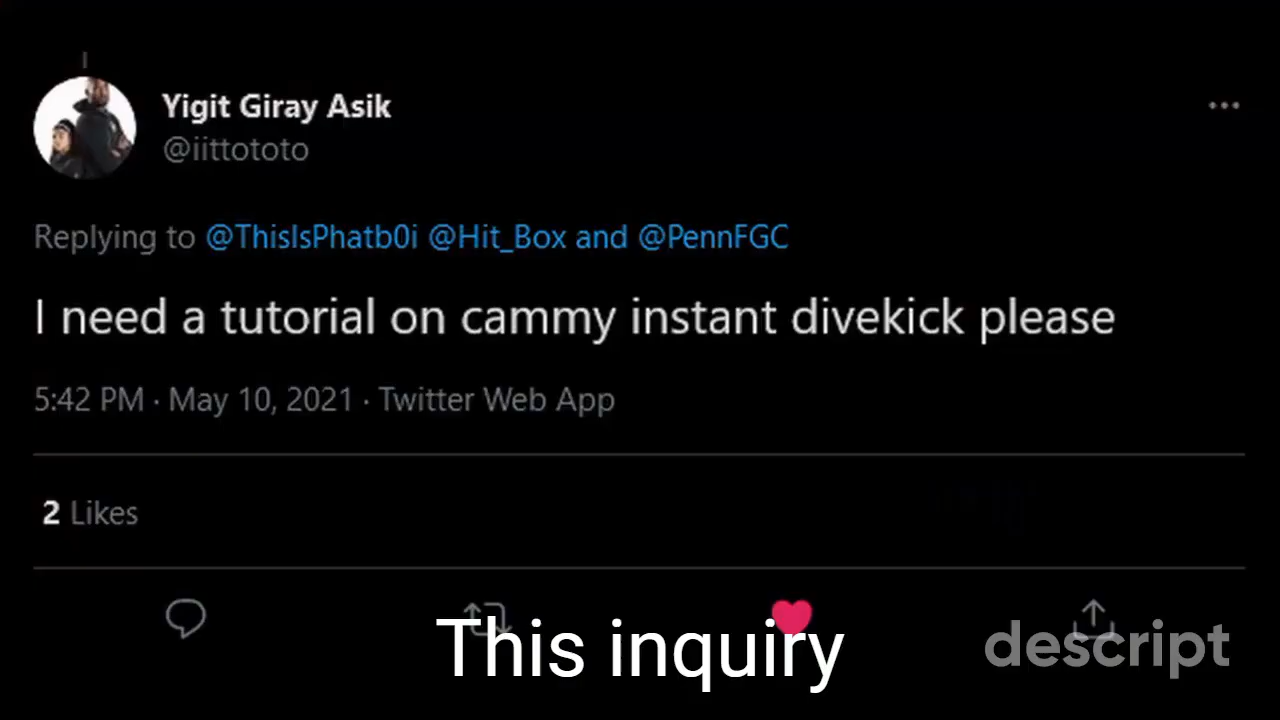 Yigit Giray Asik
@iittototo
Replying to @ThisIsPhatb0i @Hit_Box and @PennFGC
I need a tutorial on cammy instant divekick please
5:42 PM · May 10, 2021 · Twitter Web App
2 Likes
This inquiry
descript